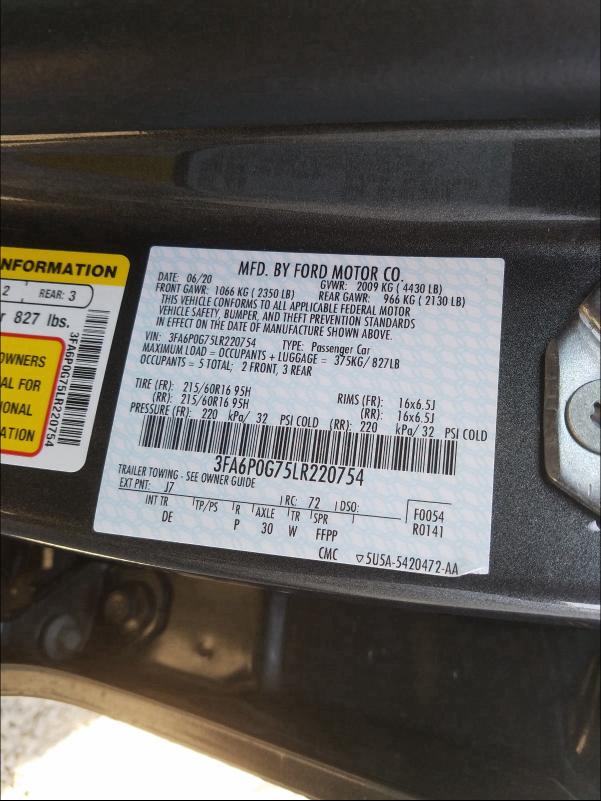 NFORMATION
2 REAR: 3
r 827 lbs.
OWNERS
AL FOR
IONAL
ATION
3FA6P0G75LR220754
MFD. BY FORD MOTOR CO.
DATE: 06/20 GVWR: 2009 KG ( 4430 LB)
FRONT GAWR: 1066 KG ( 2350 LB) REAR GAWR: 966 KG ( 2130 LB)
THIS VEHICLE CONFORMS TO ALL APPLICABLE FEDERAL MOTOR
VEHICLE SAFETY, BUMPER, AND THEFT PREVENTION STANDARDS
IN EFFECT ON THE DATE OF MANUFACTURE SHOWN ABOVE.
VIN: 3FA6P0G75LR220754 TYPE: Passenger Car
MAXIMUM LOAD = OCCUPANTS + LUGGAGE = 375KG/ 827LB
OCCUPANTS = 5 TOTAL: 2 FRONT, 3 REAR
TIRE (FR): 215/60R16 95H RIMS (FR): 16x6.5J
(RR): 215/60R16 95H (RR): 16x6.5J
PRESSURE (FR): 220 kPa/ 32 PSI COLD (RR): 220 kPa/ 32 PSI COLD
3FA6P0G75LR220754
TRAILER TOWING - SEE OWNER GUIDE
EXT PNT: J7 RC: 72 DSO: F0054
INT TR TP/PS R AXLE TR SPR R0141
DE P 30 W FFPP
CMC ▽5U5A-5420472-AA